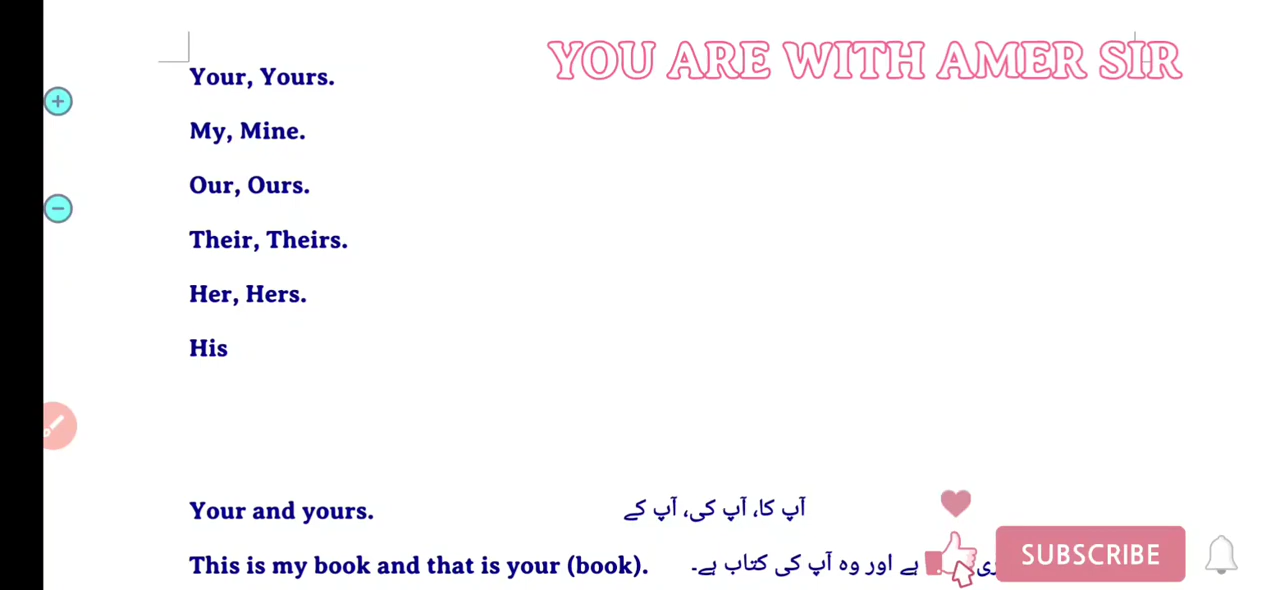 YOU ARE WITH AMER SIR
Your, Yours.
My, Mine.
Our, Ours.
Their, Theirs.
Her, Hers.
His
Your and yours. آپ کا، آپ کی، آپ کے
This is my book and that is your (book). ہے اور وہ آپ کی کتاب ہے۔
SUBSCRIBE